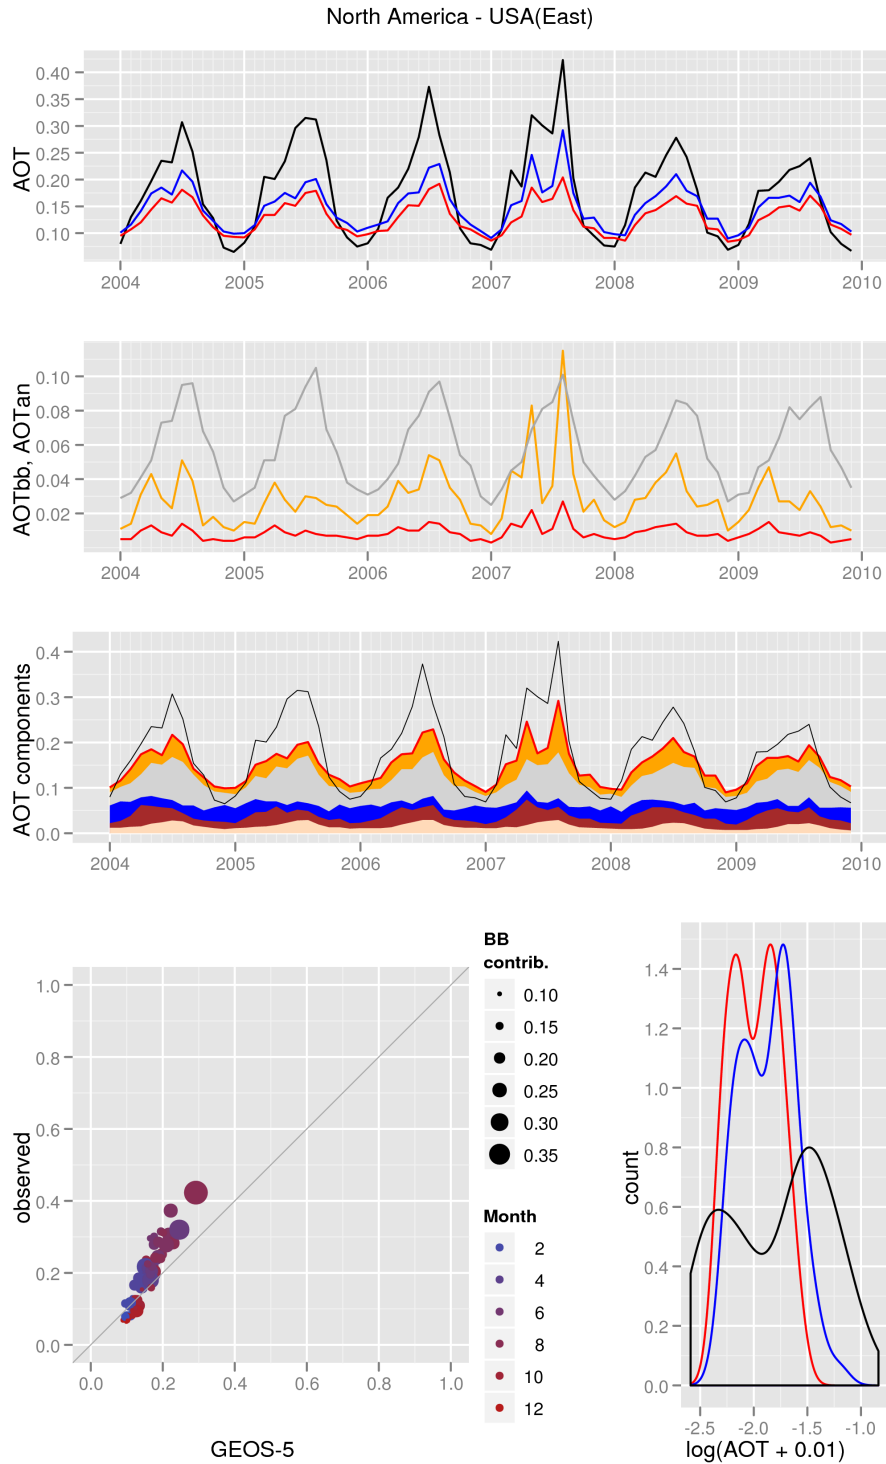 North America - USA(East)
AOT
0.40
0.35
0.30
0.25
0.20
0.15
0.10
2004 2005 2006 2007 2008 2009 2010
AOTbb, AOTan
0.10
0.08
0.06
0.04
0.02
2004 2005 2006 2007 2008 2009 2010
AOT components
0.4
0.3
0.2
0.1
0.0
2004 2005 2006 2007 2008 2009 2010
observed
1.0
0.8
0.6
0.4
0.2
0.0
0.0 0.2 0.4 0.6 0.8 1.0
GEOS-5
BB
contrib.
0.10
0.15
0.20
0.25
0.30
0.35
Month
2
4
6
8
10
12
count
1.4
1.2
1.0
0.8
0.6
0.4
0.2
0.0
-2.5 -2.0 -1.5 -1.0
log(AOT + 0.01)